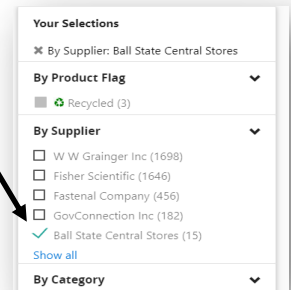 Your Selections
✖ By Supplier: Ball State Central Stores
By Product Flag
Recycled (3)
By Supplier
W W Grainger Inc (1698)
Fisher Scientific (1646)
Fastenal Company (456)
GovConnection Inc (182)
Ball State Central Stores (15)
Show all
By Category